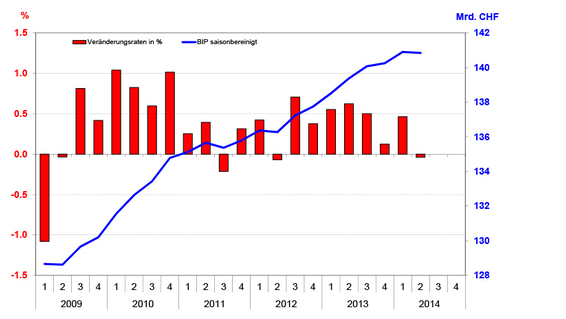 % Mrd. CHF
Veränderungsraten in % BIP saisonbereinigt
1.5 142
1.0 140
0.5 138
136
0.0 134
-0.5 132
-1.0 130
-1.5 128
1 2 3 4 1 2 3 4 1 2 3 4 1 2 3 4 1 2 3 4 1 2 3 4
2009 2010 2011 2012 2013 2014